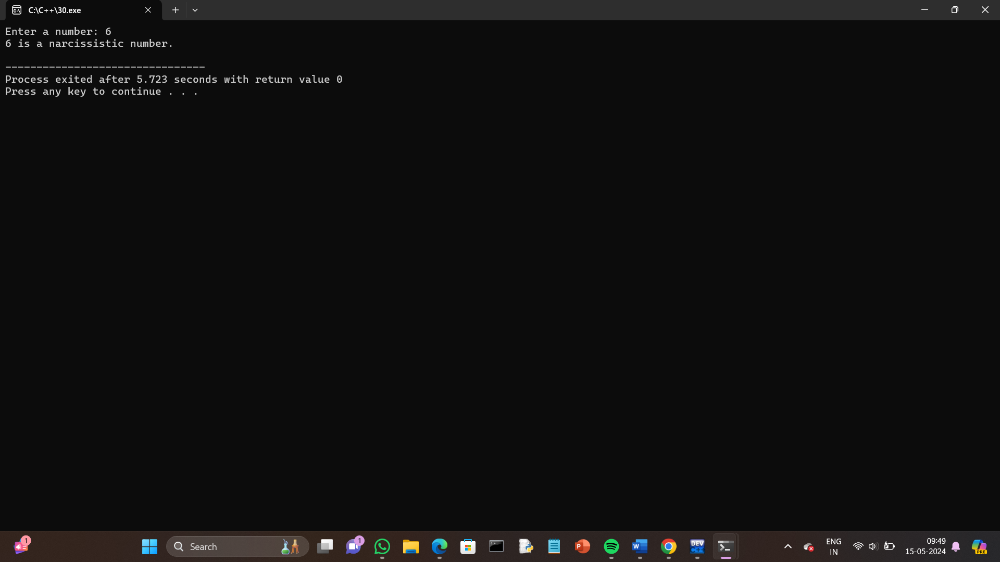 C:\C++\30.exe
Enter a number: 6
6 is a narcissistic number.
--------------------------------
Process exited after 5.723 seconds with return value 0
Press any key to continue . . .
1
Search
1
P
W
DEV
C++
ENG
IN
09:49
15-05-2024
PRE